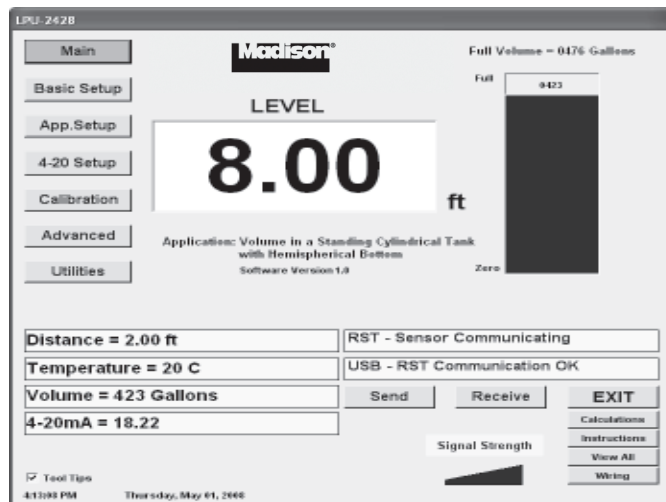 LPU-2428
Main
Basic Setup
App.Setup
4-20 Setup
Calibration
Advanced
Utilities
Madison®
LEVEL
8.00
ft
Application: Volume in a Standing Cylindrical Tank
with Hemispherical Bottom
Software Version 1.0
Full Volume = 0476 Gallons
Full
0423
Zero
Distance = 2.00 ft
Temperature = 20 C
Volume = 423 Gallons
4-20mA = 18.22
RST - Sensor Communicating
USB - RST Communication OK
Send
Receive
EXIT
Calculations
Instructions
View All
Wiring
Signal Strength
Tool Tips
4:13:03 PM Thursday, May 01, 2008